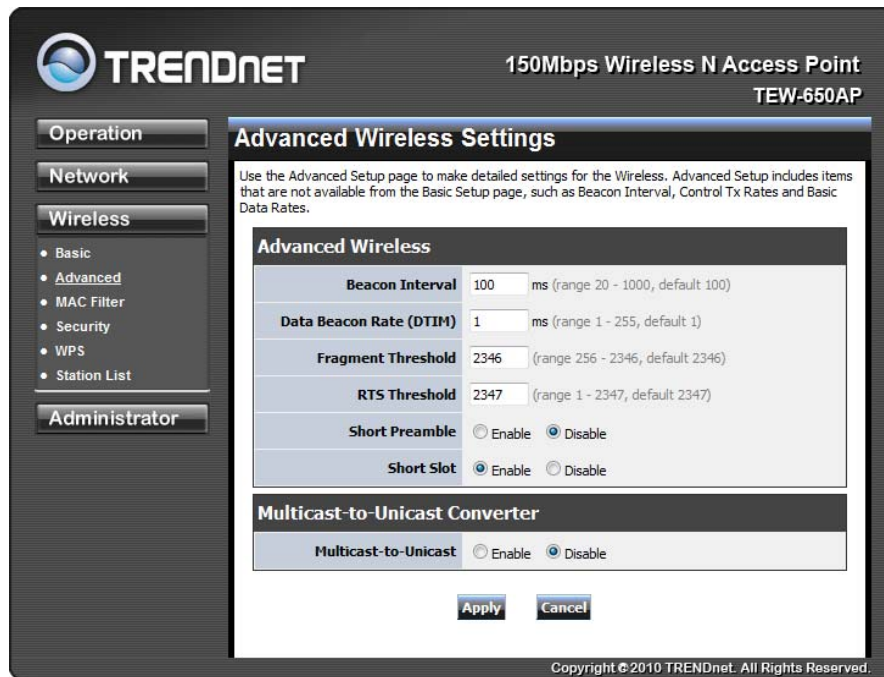 TRENDnet
150Mbps Wireless N Access Point
TEW-650AP
Operation
Network
Wireless
Basic
Advanced
MAC Filter
Security
WPS
Station List
Administrator
Advanced Wireless Settings
Use the Advanced Setup page to make detailed settings for the Wireless. Advanced Setup includes items
that are not available from the Basic Setup page, such as Beacon Interval, Control Tx Rates and Basic
Data Rates.
Advanced Wireless
Beacon Interval 100 ms (range 20 - 1000, default 100)
Data Beacon Rate (DTIM) 1 ms (range 1 - 255, default 1)
Fragment Threshold 2346 (range 256 - 2346, default 2346)
RTS Threshold 2347 (range 1 - 2347, default 2347)
Short Preamble Enable Disable
Short Slot Enable Disable
Multicast-to-Unicast Converter
Multicast-to-Unicast Enable Disable
Apply Cancel
Copyright © 2010 TRENDnet. All Rights Reserved.